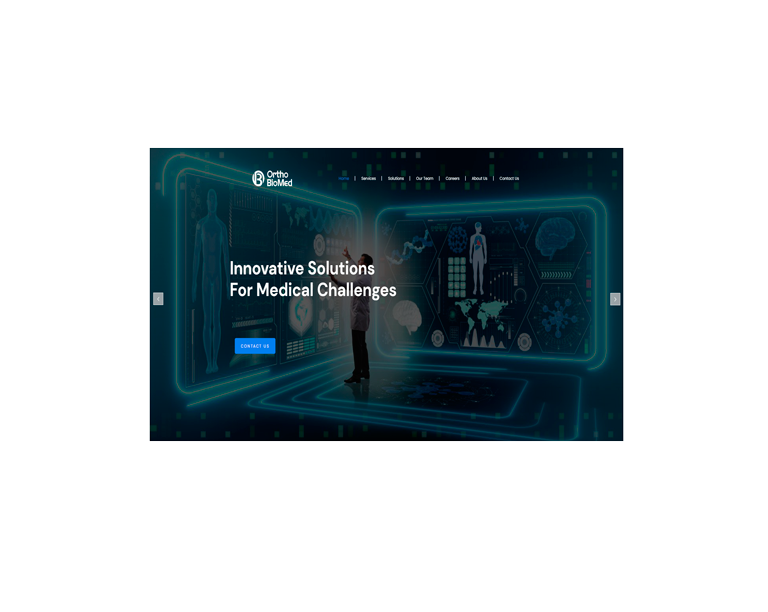 Ortho
BioMed
Home | Services | Solutions | Our Team | Careers | About Us | Contact Us
Innovative Solutions
For Medical Challenges
CONTACT US